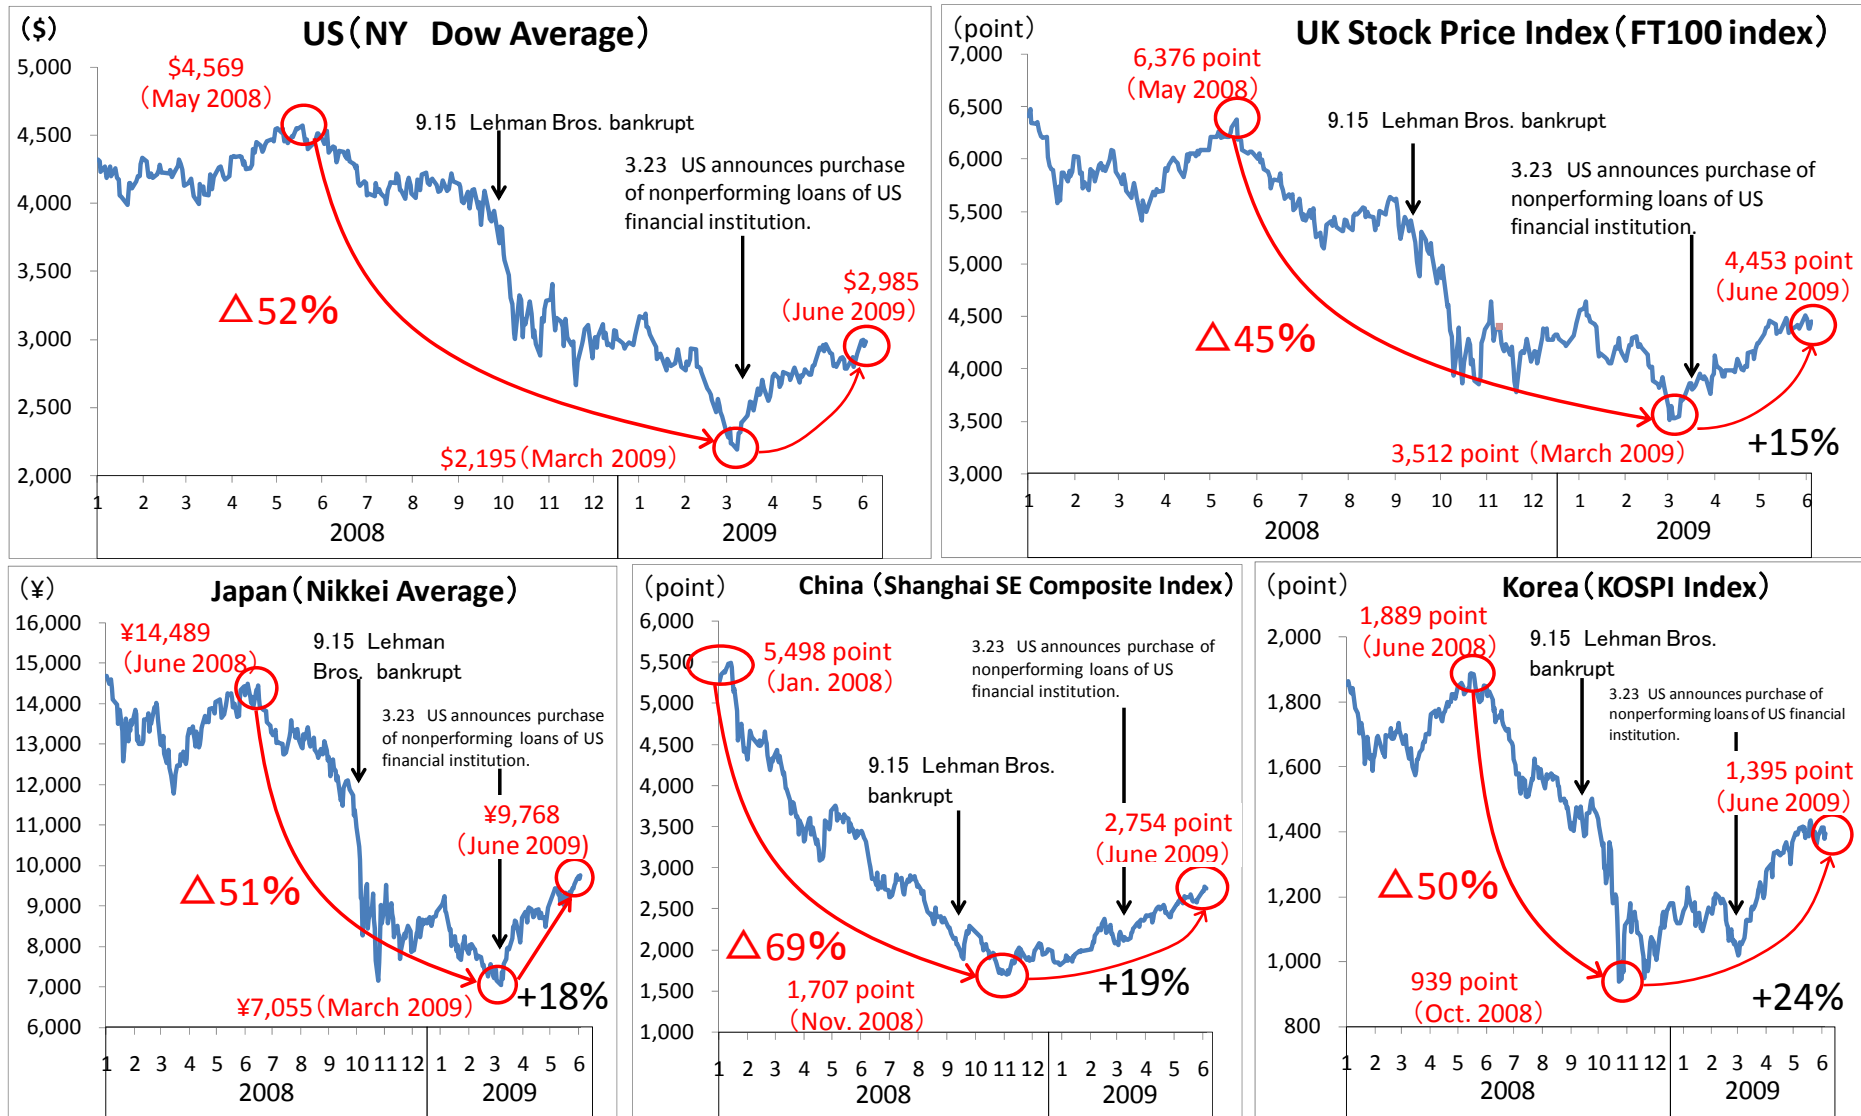 ($)
US(NY Dow Average)
5,000
4,500
4,000
3,500
3,000
2,500
2,000
$4,569
(May 2008)
9.15 Lehman Bros. bankrupt
3.23 US announces purchase
of nonperforming loans of US
financial institution.
△52%
$2,985
(June 2009)
$2,195(March 2009)
1 2 3 4 5 6 7 8 9 10 11 12 1 2 3 4 5 6
2008 2009
(point)
UK Stock Price Index(FT100 index)
7,000
6,500
6,000
5,500
5,000
4,500
4,000
3,500
3,000
6,376 point
(May 2008)
9.15 Lehman Bros. bankrupt
3.23 US announces purchase of
nonperforming loans of US
financial institution.
△45%
4,453 point
(June 2009)
3,512 point(March 2009)
+15%
1 2 3 4 5 6 7 8 9 10 11 12 1 2 3 4 5 6
2008 2009
(¥)
Japan(Nikkei Average)
16,000
15,000
14,000
13,000
12,000
11,000
10,000
9,000
8,000
7,000
6,000
¥14,489
(June 2008)
9.15 Lehman
Bros. bankrupt
3.23 US announces purchase
of nonperforming loans of US
financial institution.
¥9,768
(June 2009)
△51%
¥7,055(March 2009)
+18%
1 2 3 4 5 6 7 8 9 10 11 12 1 2 3 4 5 6
2008 2009
(point)
China(Shanghai SE Composite Index)
6,000
5,500
5,000
4,500
4,000
3,500
3,000
2,500
2,000
1,500
1,000
5,498 point
(Jan. 2008)
3.23 US announces purchase of
nonperforming loans of US
financial institution.
9.15 Lehman Bros.
bankrupt
2,754 point
(June 2009)
△69%
1,707 point
(Nov. 2008)
+19%
1 2 3 4 5 6 7 8 9 10 11 12 1 2 3 4 5 6
2008 2009
(point)
Korea(KOSPI Index)
2,000
1,800
1,600
1,400
1,200
1,000
800
1,889 point
(June 2008)
9.15 Lehman Bros.
bankrupt
3.23 US announces purchase of
nonperforming loans of US financial
institution.
1,395 point
(June 2009)
△50%
939 point
(Oct. 2008)
+24%
1 2 3 4 5 6 7 8 9 10 11 12 1 2 3 4 5 6
2008 2009